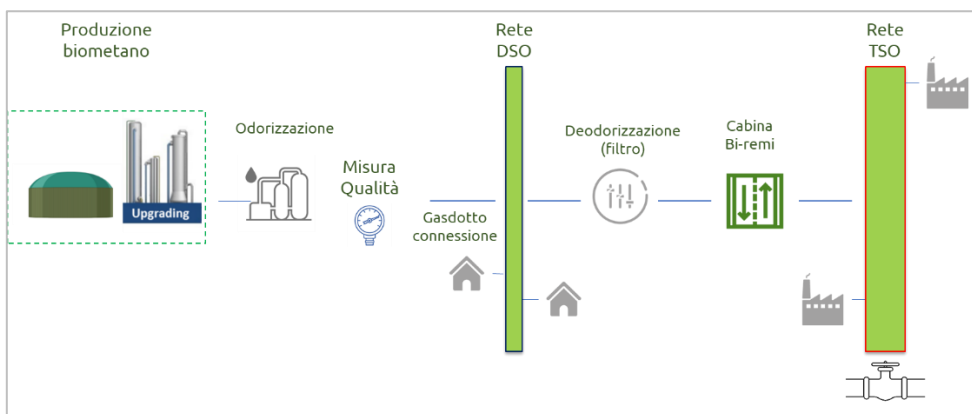 Produzione
biometano
Upgrading
Odorizzazione
Misura
Qualità
Gasdotto
connessione
Rete
DSO
Deodorizzazione
(filtro)
Cabina
Bi-remi
Rete
TSO